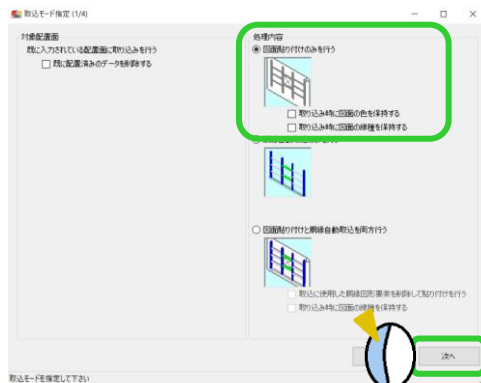 取込モード指定 (1/4)
対象配置面
既に入力されている配置面に取り込みを行う
既に配置済みのデータを削除する
処理内容
図面貼り付けのみを行う
取り込み時に図面の色を保持する
取り込み時に図面の線種を保持する
図面貼り付けと胴縁自動取込を両方行う
取込に使用した胴縁図形要素を削除して貼り付けを行う
取り込み時に図面の線種を保持する
次へ
取込モードを指定して下さい